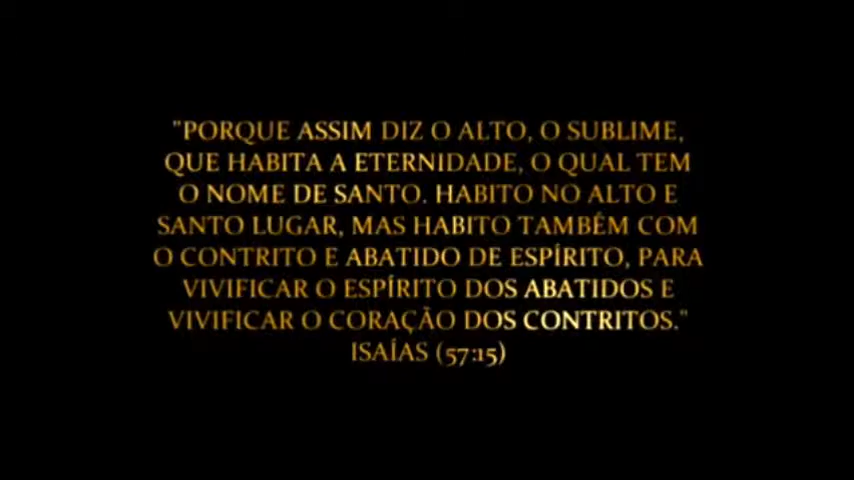 "PORQUE ASSIM DIZ O ALTO, O SUBLIME,
QUE HABITA A ETERNIDADE, O QUAL TEM
O NOME DE SANTO. HABITO NO ALTO E
SANTO LUGAR, MAS HABITO TAMBÉM COM
O CONTRITO E ABATIDO DE ESPÍRITO, PARA
VIVIFICAR O ESPÍRITO DOS ABATIDOS E
VIVIFICAR O CORAÇÃO DOS CONTRITOS."
ISAÍAS (57:15)